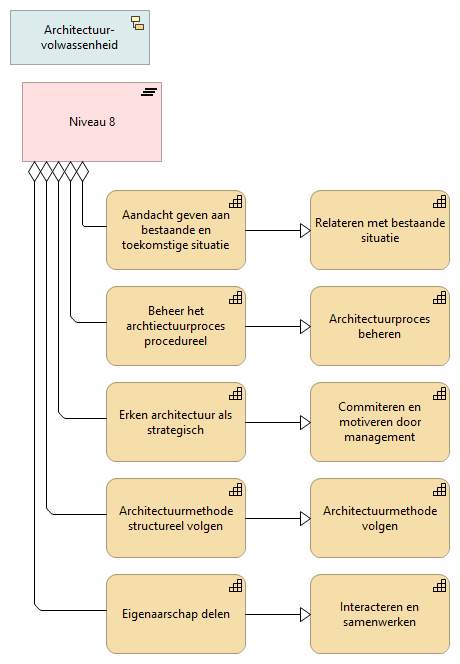 Architectuur-
volwassenheid
Niveau 8
Aandacht geven aan
bestaande en
toekomstige situatie
Relateren met bestaande
situatie
Beheer het
archtiectuurproces
procedureel
Architectuurproces
beheren
Erken architectuur als
strategisch
Commiteren en
motiveren door
management
Architectuurmethode
structureel volgen
Architectuurmethode
volgen
Eigenaarschap delen
Interacteren en
samenwerken